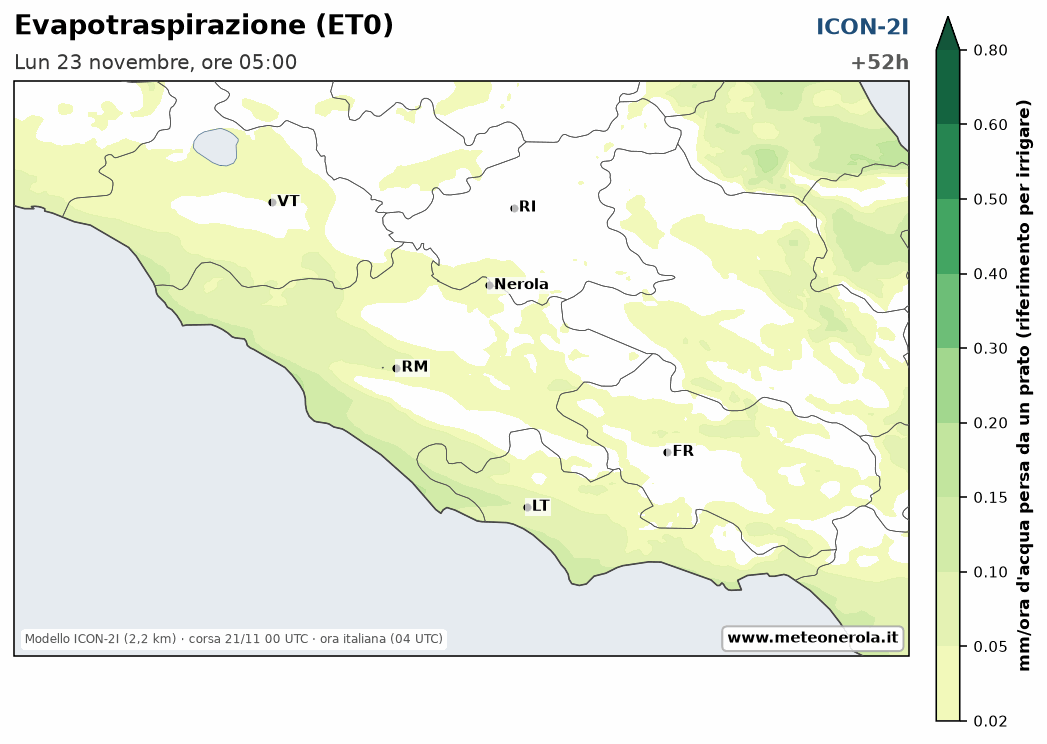 Evapotraspirazione (ET0)
ICON-2I
Lun 23 novembre, ore 05:00
+52h
VT
RI
Nerola
RM
FR
LT
Modello ICON-2I (2,2 km) · corsa 21/11 00 UTC · ora italiana (04 UTC)
www.meteonerola.it
0.80
0.60
0.50
0.40
0.30
0.20
0.15
0.10
0.05
0.02
mm/ora d'acqua persa da un prato (riferimento per irrigare)